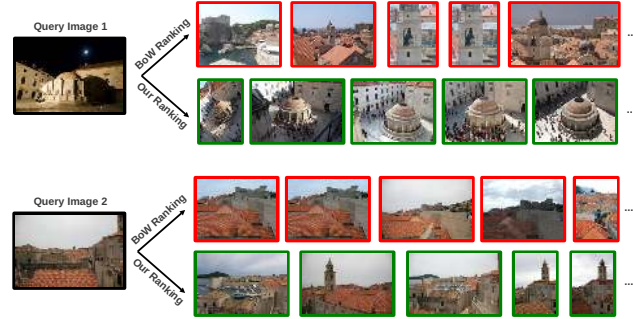 Query Image 1
BoW Ranking
...
Our Ranking
...
Query Image 2
BoW Ranking
...
Our Ranking
...